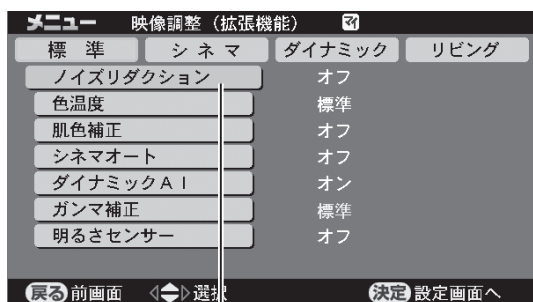 メニュー 映像調整（拡張機能） マイ
標準 シネマ ダイナミック リビング
ノイズリダクション オフ
色温度 標準
肌色補正 オフ
シネマオート オフ
ダイナミックAI オン
ガンマ補正 標準
明るさセンサー オフ
戻る 前画面 選択 決定 設定画面へ